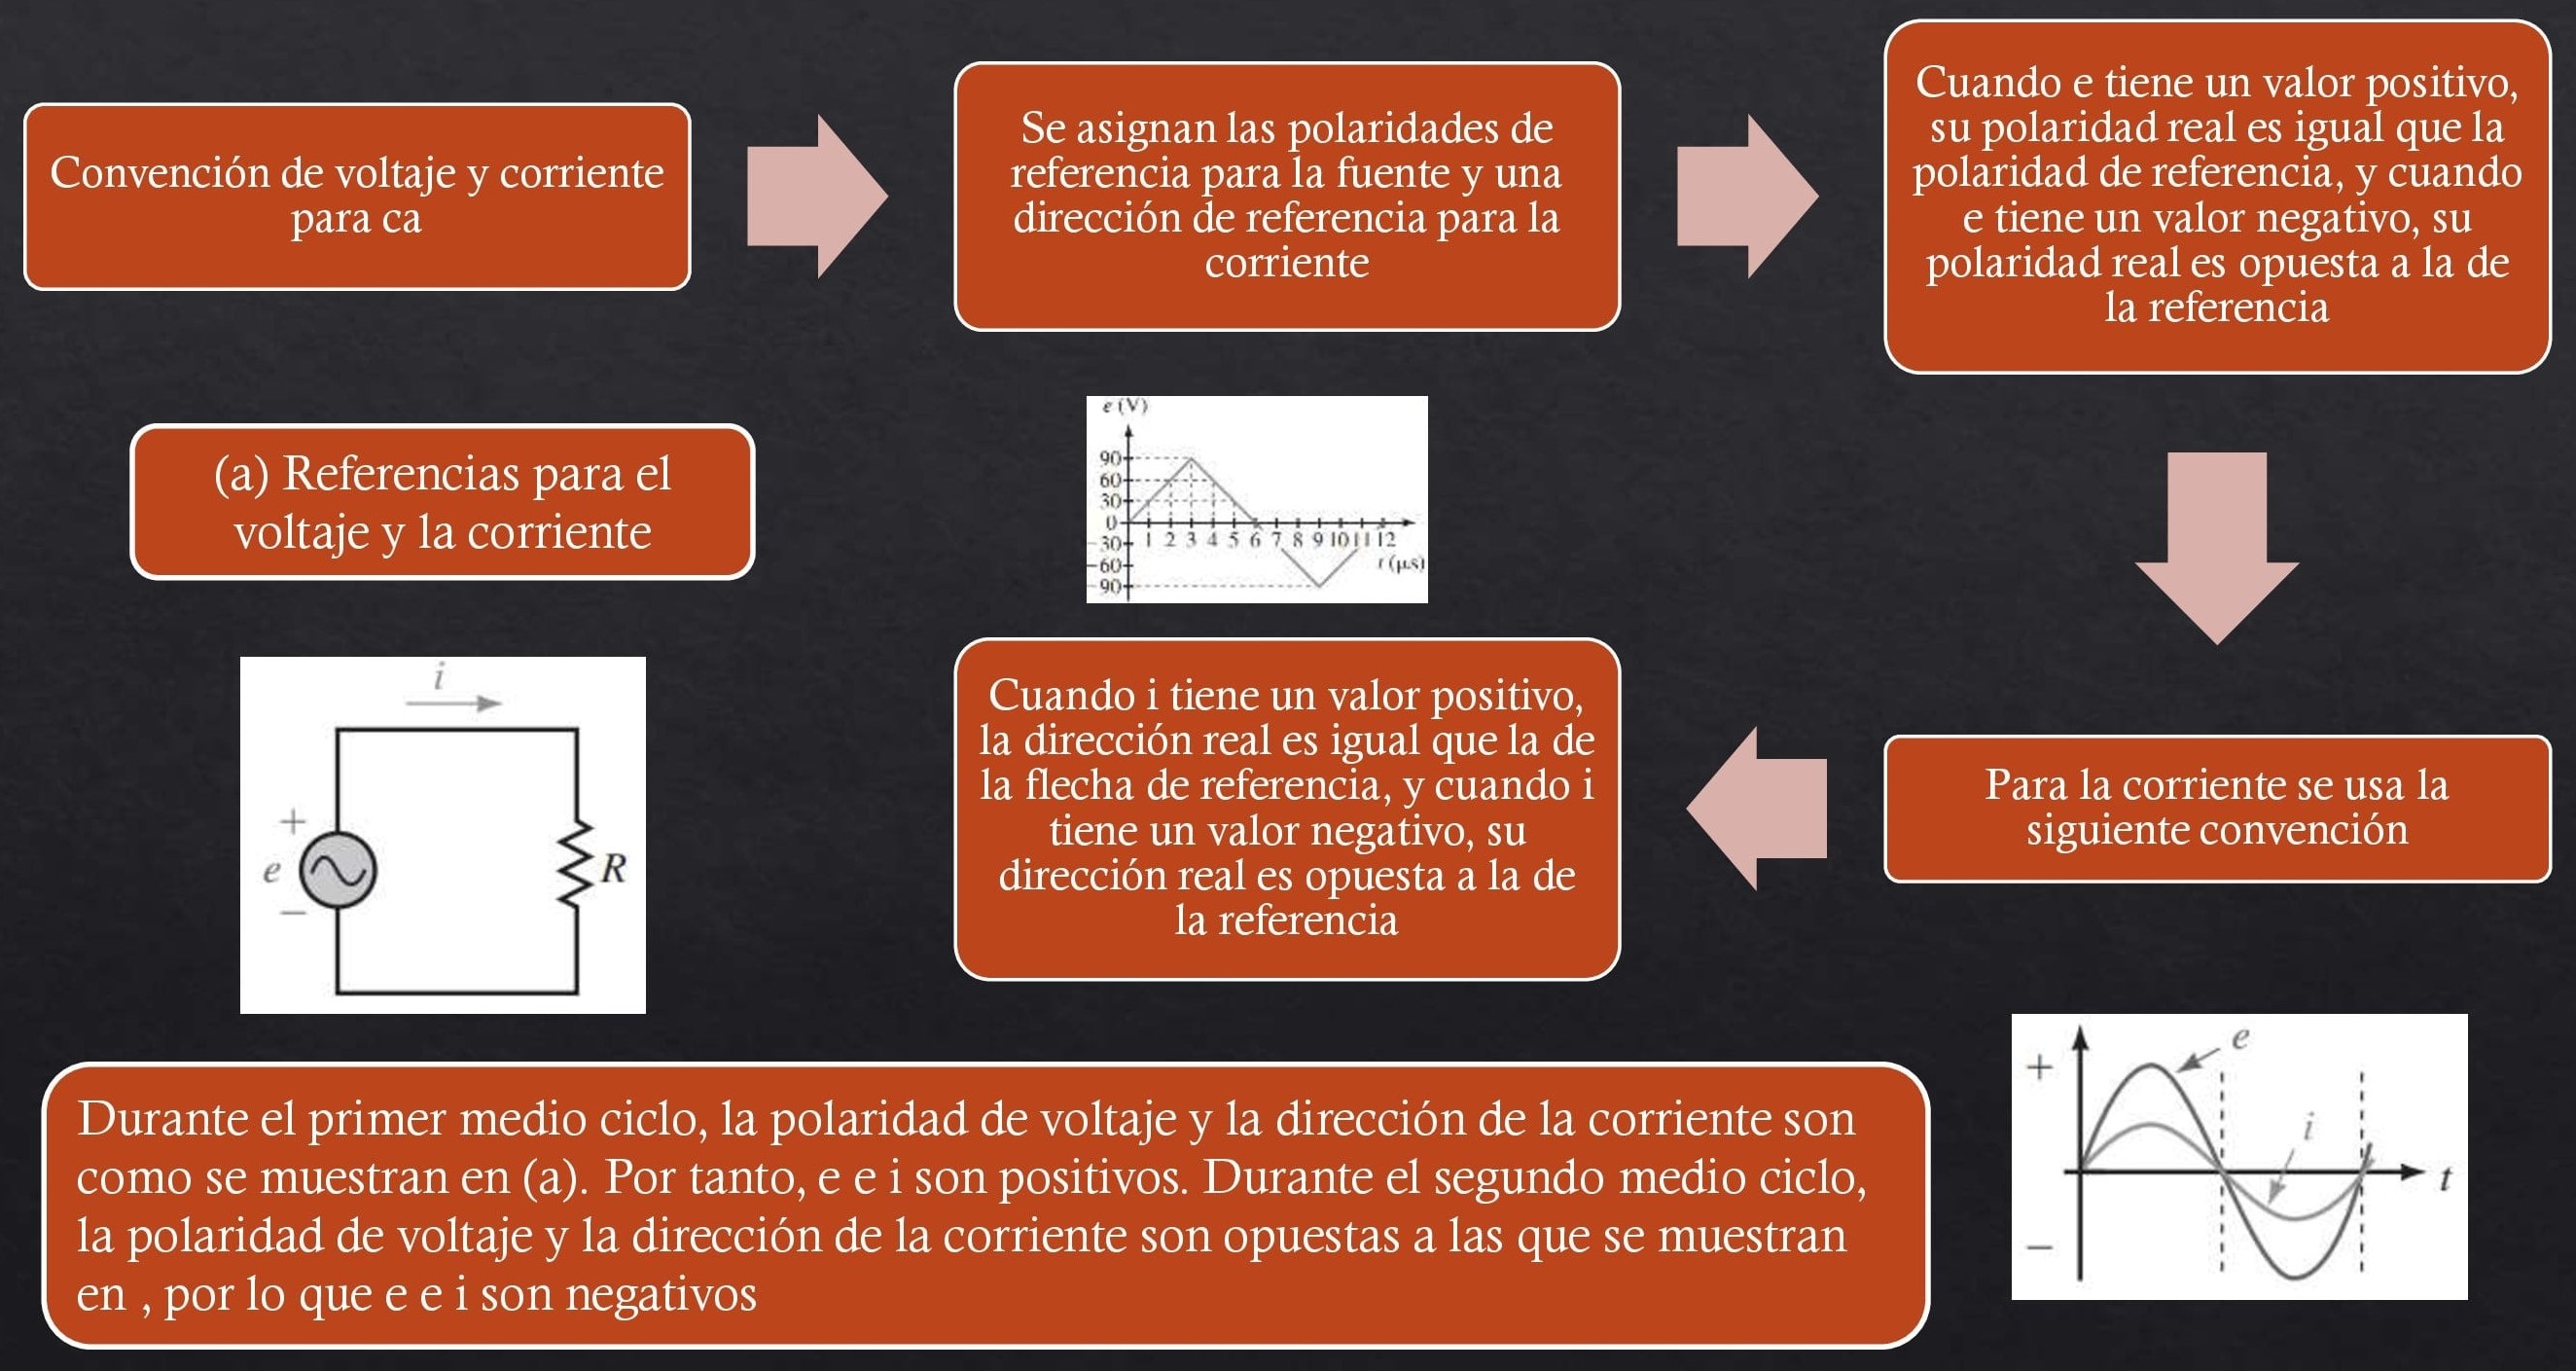 Convención de voltaje y corriente
para ca
Se asignan las polaridades de
referencia para la fuente y una
dirección de referencia para la
corriente
Cuando e tiene un valor positivo,
su polaridad real es igual que la
polaridad de referencia, y cuando
e tiene un valor negativo, su
polaridad real es opuesta a la de
la referencia
(a) Referencias para el
voltaje y la corriente
e (V)
90
60
30
0
-30
-60
-90
1 2 3 4 5 6 7 8 9 10 11 12
t (μs)
i
+
e
−
R
Cuando i tiene un valor positivo,
la dirección real es igual que la de
la flecha de referencia, y cuando i
tiene un valor negativo, su
dirección real es opuesta a la de
la referencia
Para la corriente se usa la
siguiente convención
Durante el primer medio ciclo, la polaridad de voltaje y la dirección de la corriente son
como se muestran en (a). Por tanto, e e i son positivos. Durante el segundo medio ciclo,
la polaridad de voltaje y la dirección de la corriente son opuestas a las que se muestran
en , por lo que e e i son negativos
+
e
i
t
−